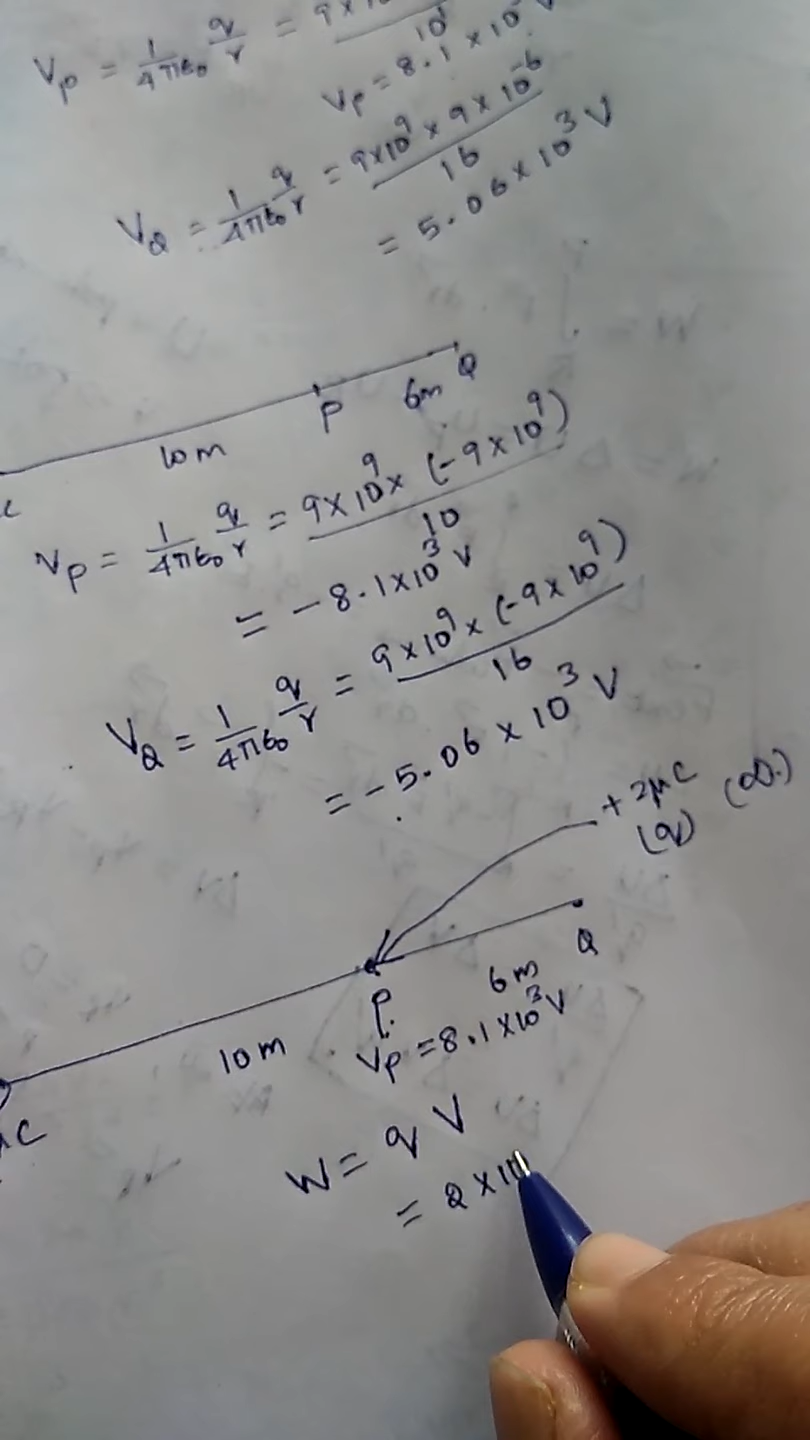 Vp = 1/4πε₀ q/r = 9×10
10
Vp = 8.1 × 10
VQ = 1/4πε₀ q/r = 9×10⁹ × 9 × 10⁻⁶ / 16
= 5.06 × 10³ V
10m P 6m Q
Vp = 1/4πε₀ q/r = 9×10⁹ × (-9×10⁹) / 10
= -8.1×10³ V
VQ = 1/4πε₀ q/r = 9×10⁹ × (-9×10⁹) / 16
= -5.06 × 10³ V
+2μC
(q) (∞.)
10m P 6m Q
Vp = 8.1×10³ V
C
W = q V
= 2 × 10